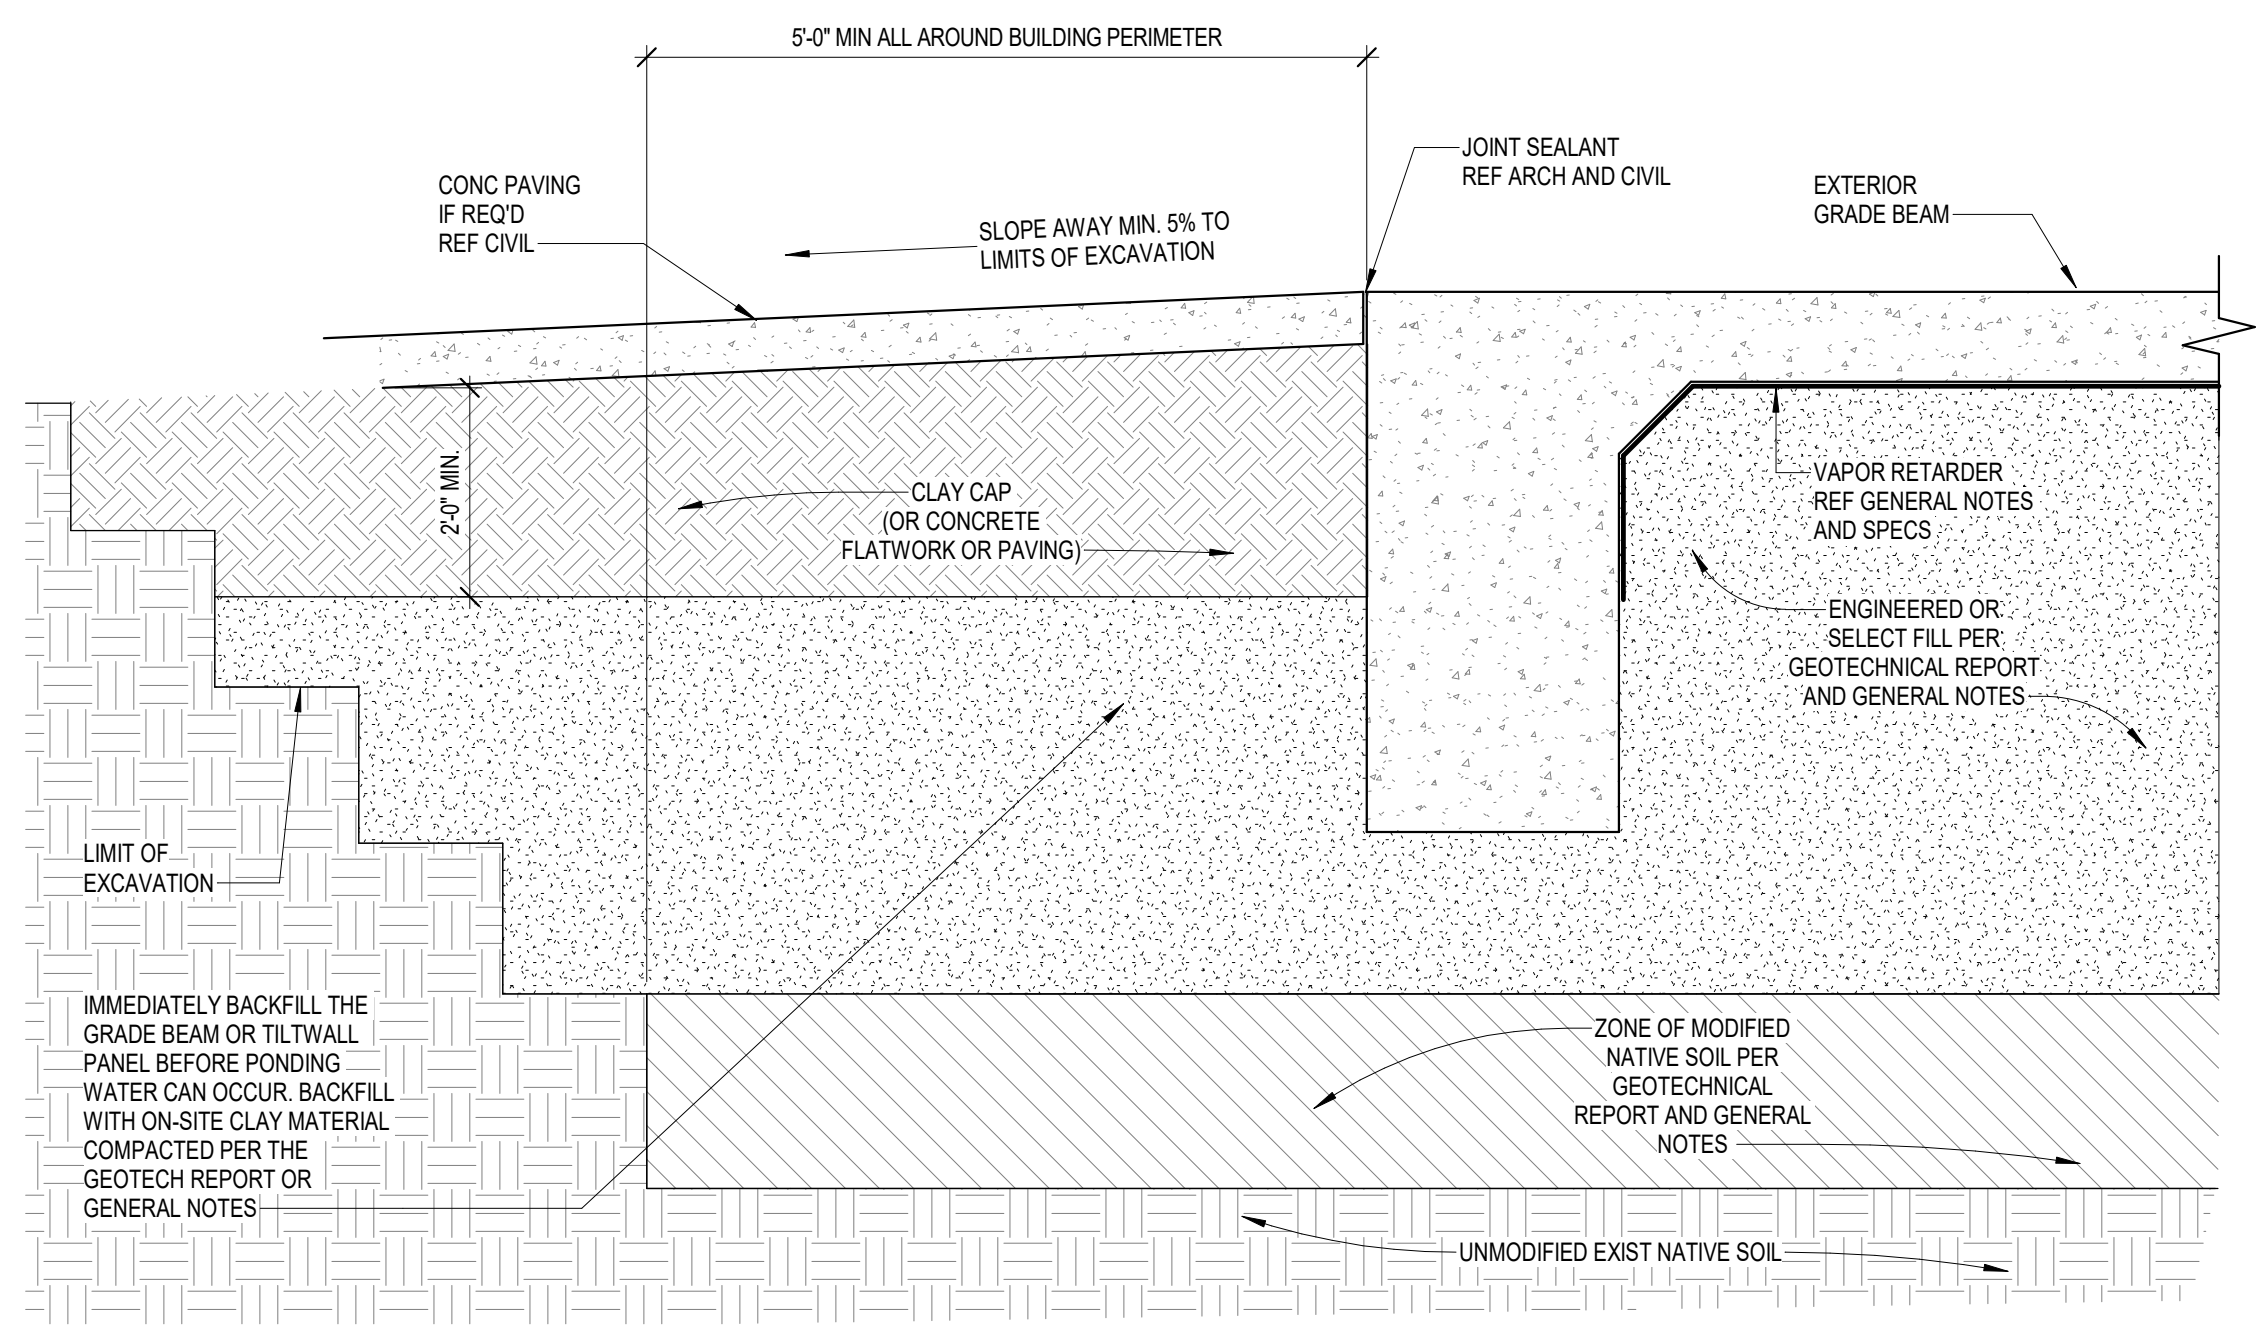 5'-0" MIN ALL AROUND BUILDING PERIMETER
JOINT SEALANT
REF ARCH AND CIVIL
CONC PAVING
IF REQ'D
REF CIVIL
EXTERIOR
GRADE BEAM
SLOPE AWAY MIN. 5% TO
LIMITS OF EXCAVATION
2'-0" MIN.
CLAY CAP
(OR CONCRETE
FLATWORK OR PAVING)
VAPOR RETARDER
REF GENERAL NOTES
AND SPECS
ENGINEERED OR
SELECT FILL PER
GEOTECHNICAL REPORT
AND GENERAL NOTES
LIMIT OF
EXCAVATION
IMMEDIATELY BACKFILL THE
GRADE BEAM OR TILTWALL
PANEL BEFORE PONDING
WATER CAN OCCUR. BACKFILL
WITH ON-SITE CLAY MATERIAL
COMPACTED PER THE
GEOTECH REPORT OR
GENERAL NOTES
ZONE OF MODIFIED
NATIVE SOIL PER
GEOTECHNICAL
REPORT AND GENERAL
NOTES
UNMODIFIED EXIST NATIVE SOIL